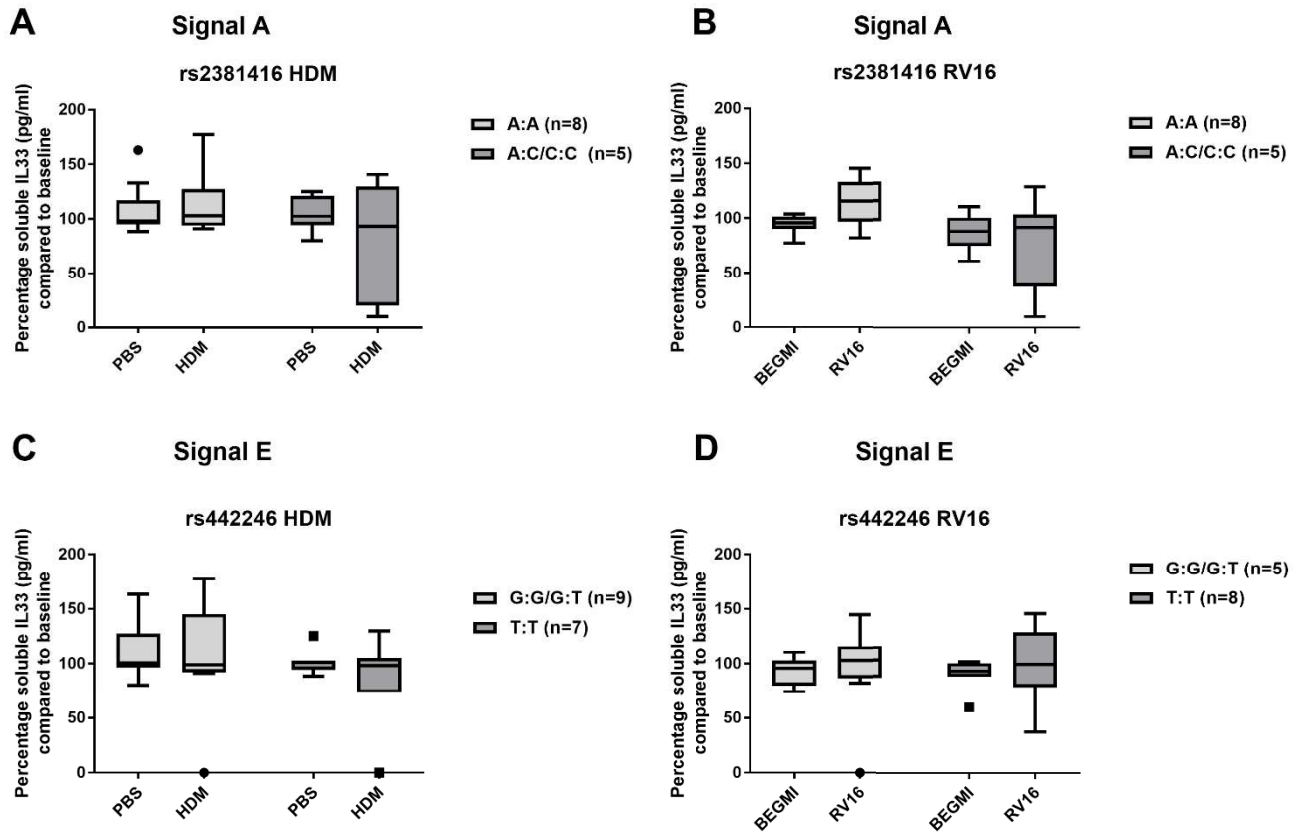 A
Signal A
rs2381416 HDM
Percentage soluble IL33 (pg/ml)
compared to baseline
200
150
100
50
0
PBS
HDM
PBS
HDM
A:A (n=8)
A:C/C:C (n=5)
B
Signal A
rs2381416 RV16
Percentage soluble IL33 (pg/ml)
compared to baseline
200
150
100
50
0
BEGMI
RV16
BEGMI
RV16
A:A (n=8)
A:C/C:C (n=5)
C
Signal E
rs442246 HDM
Percentage soluble IL33 (pg/ml)
compared to baseline
200
150
100
50
0
PBS
HDM
PBS
HDM
G:G/G:T (n=9)
T:T (n=7)
D
Signal E
rs442246 RV16
Percentage soluble IL33 (pg/ml)
compared to baseline
200
150
100
50
0
BEGMI
RV16
BEGMI
RV16
G:G/G:T (n=5)
T:T (n=8)